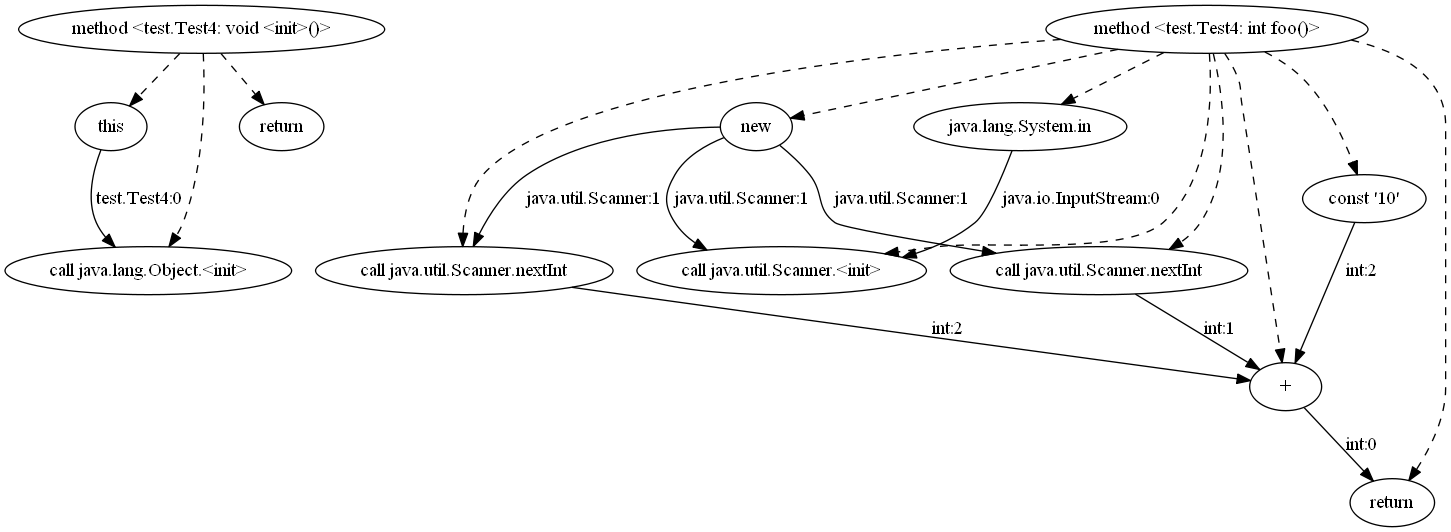 method <test.Test4: void <init>()>
method <test.Test4: int foo()>
this
return
new
java.lang.System.in
test.Test4:0
java.util.Scanner:1
java.util.Scanner:1
java.util.Scanner:1
java.io.InputStream:0
const '10'
call java.lang.Object.<init>
call java.util.Scanner.nextInt
call java.util.Scanner.<init>
call java.util.Scanner.nextInt
int:2
int:2
int:1
+
int:0
return